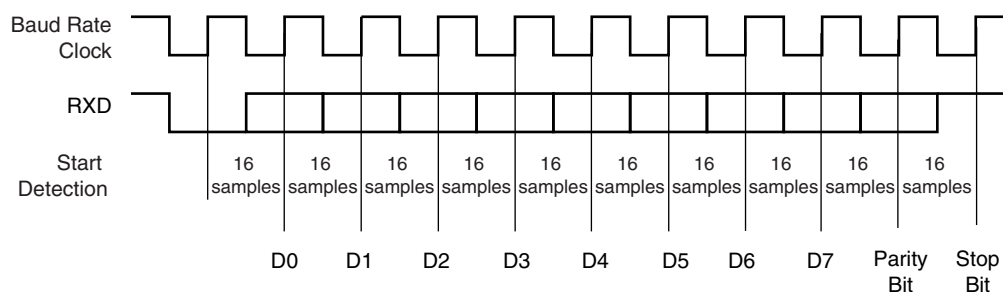 Baud Rate
Clock
RXD
Start
Detection
16 16 16 16 16 16 16 16 16 16
samples samples samples samples samples samples samples samples samples samples
D0 D1 D2 D3 D4 D5 D6 D7 Parity Stop
Bit Bit